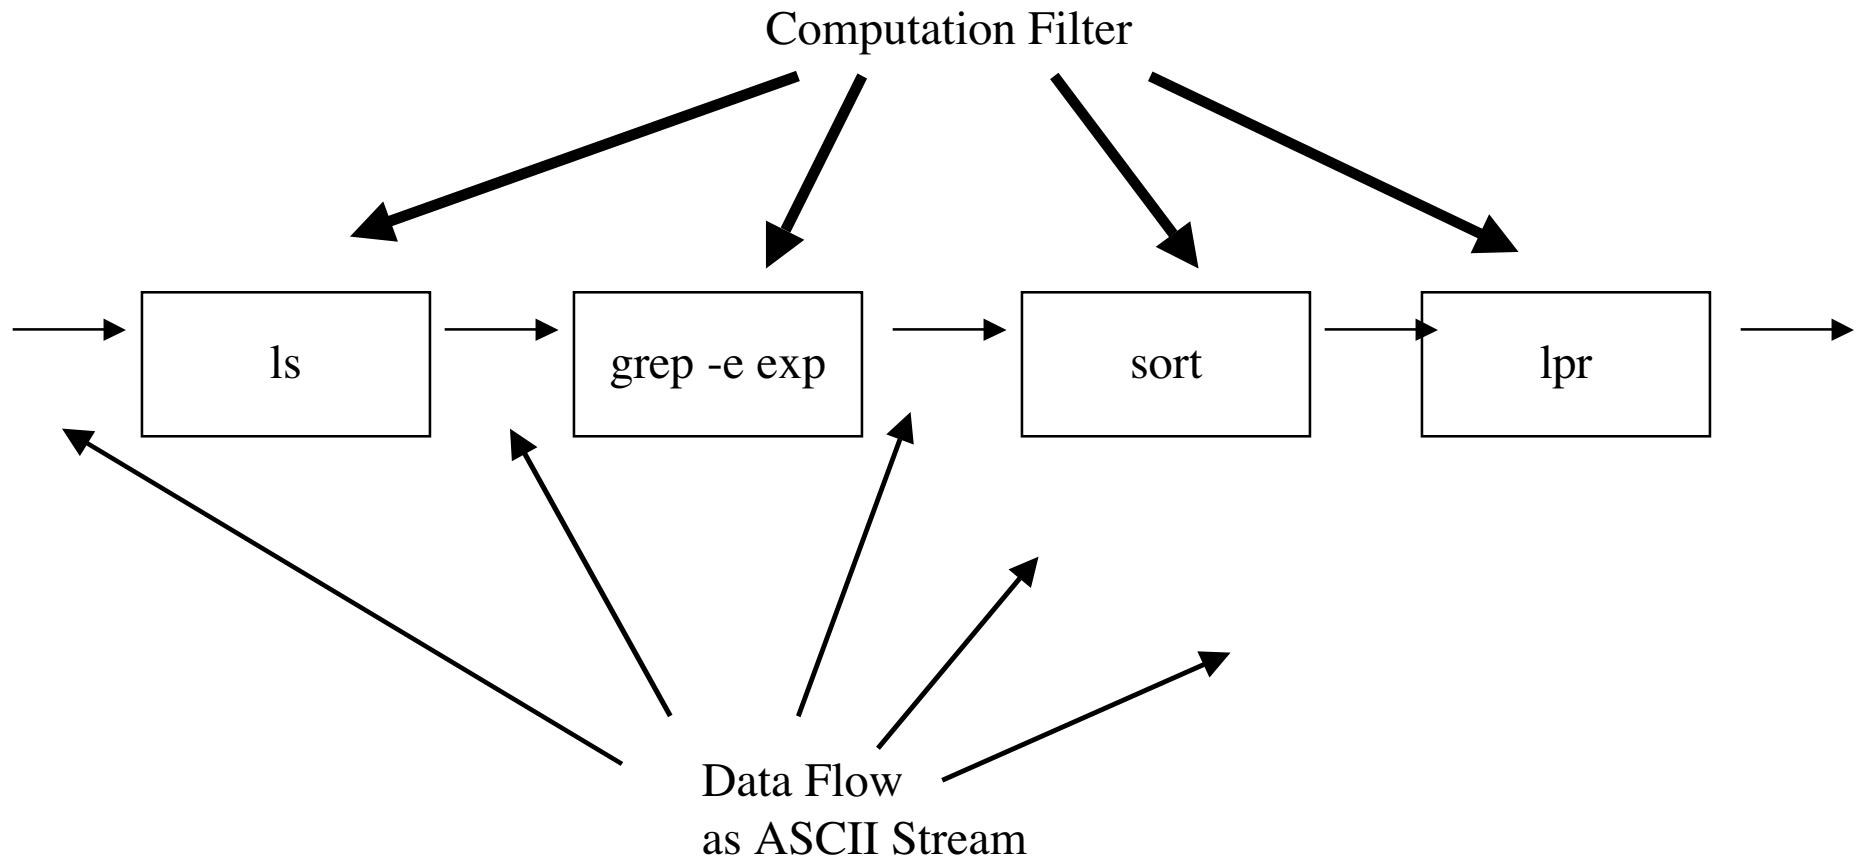 Computation Filter
ls
grep -e exp
sort
lpr
Data Flow
as ASCII Stream